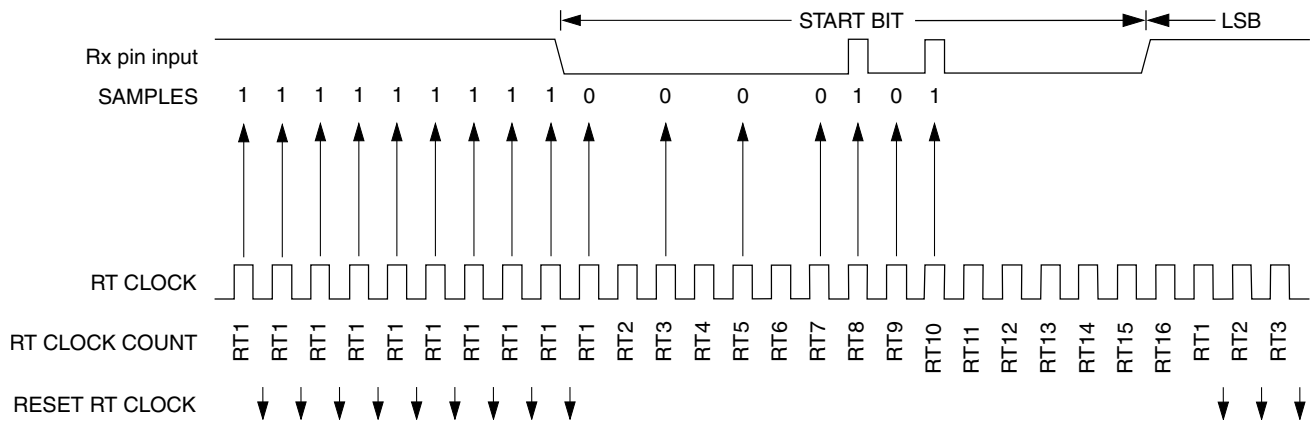 START BIT LSB
Rx pin input
SAMPLES 1 1 1 1 1 1 1 1 1 0 0 0 0 1 0 1
RT CLOCK
RT CLOCK COUNT RT1 RT1 RT1 RT1 RT1 RT1 RT1 RT1 RT1 RT1 RT2 RT3 RT4 RT5 RT6 RT7 RT8 RT9 RT10 RT11 RT12 RT13 RT14 RT15 RT16 RT1 RT2 RT3
RESET RT CLOCK